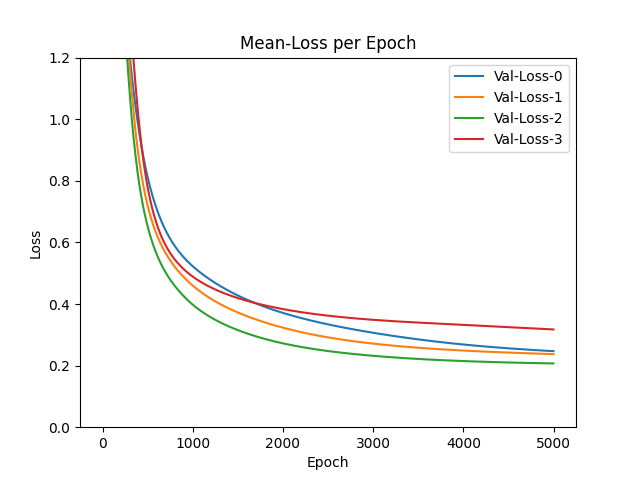 Mean-Loss per Epoch
Val-Loss-0
Val-Loss-1
Val-Loss-2
Val-Loss-3
Loss
1.2
1.0
0.8
0.6
0.4
0.2
0.0
0 1000 2000 3000 4000 5000
Epoch